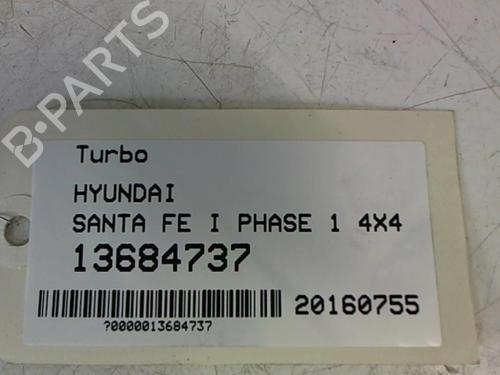 B-PARTS
Turbo
HYUNDAI
SANTA FE I PHASE 1 4X4
13684737
20160755
?0000013684737